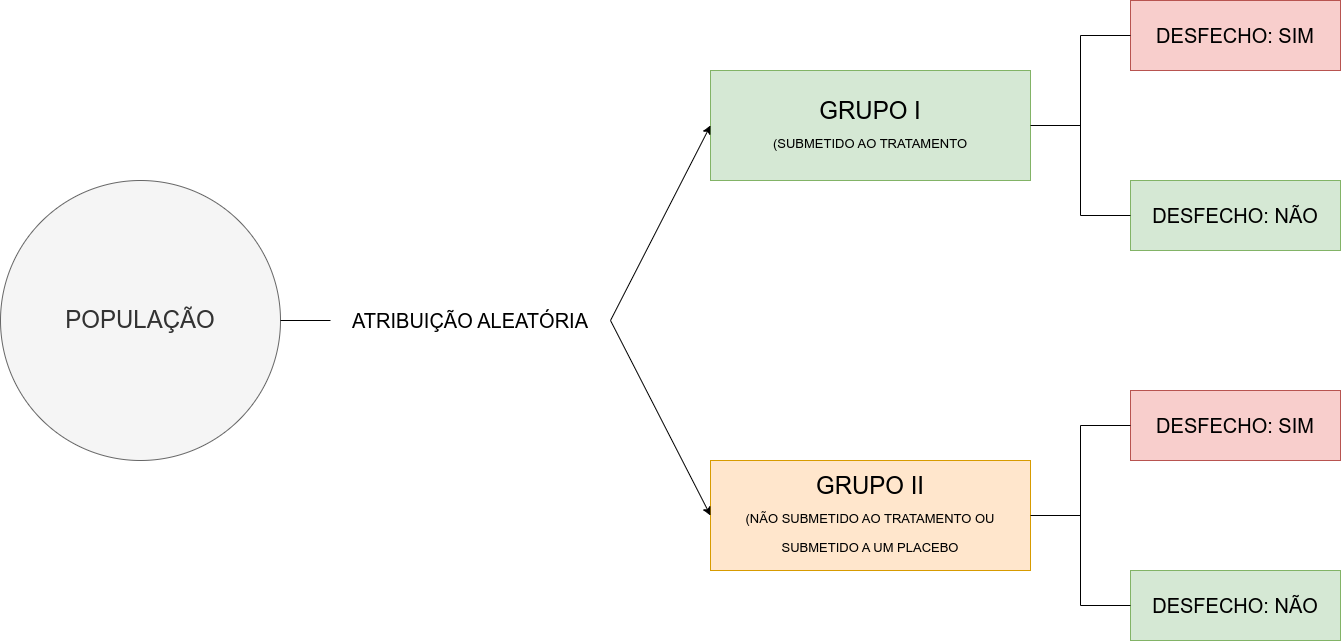 POPULAÇÃO
ATRIBUIÇÃO ALEATÓRIA
GRUPO I
(SUBMETIDO AO TRATAMENTO
DESFECHO: SIM
DESFECHO: NÃO
GRUPO II
(NÃO SUBMETIDO AO TRATAMENTO OU
SUBMETIDO A UM PLACEBO
DESFECHO: SIM
DESFECHO: NÃO